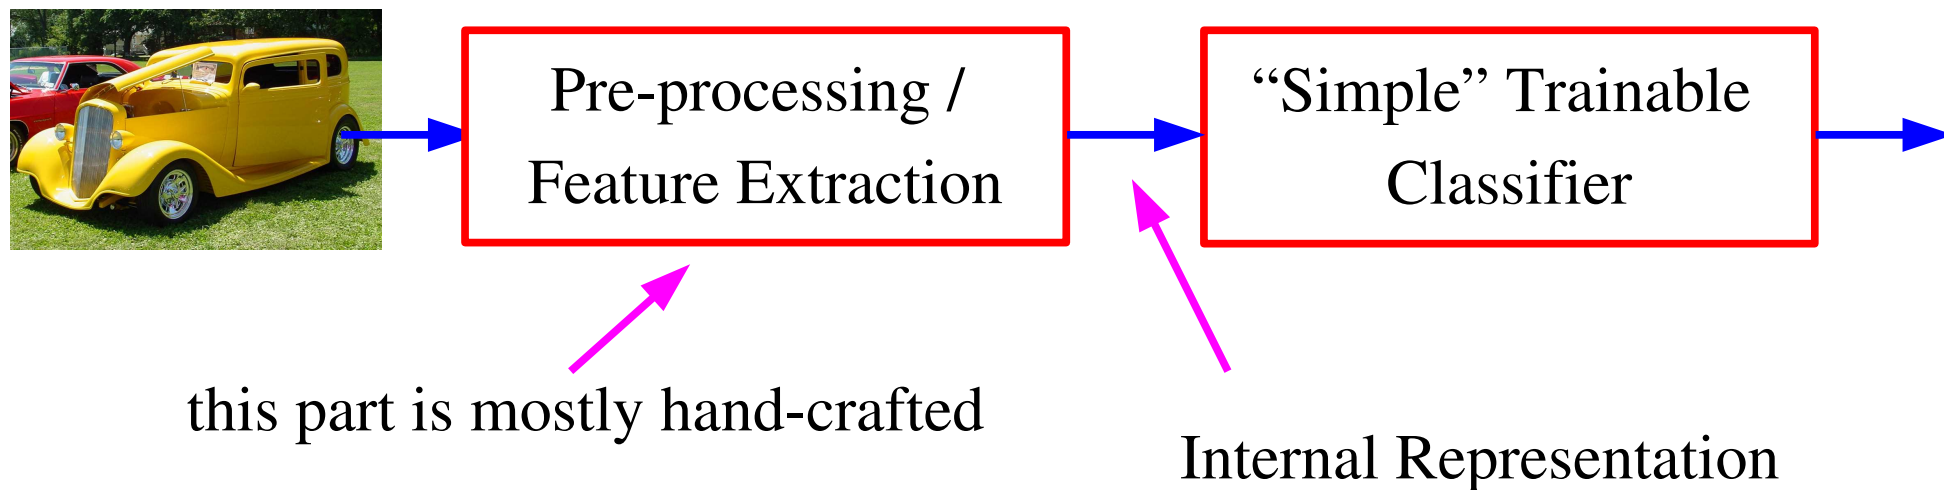 Pre-processing /
Feature Extraction
“Simple” Trainable
Classifier
this part is mostly hand-crafted
Internal Representation